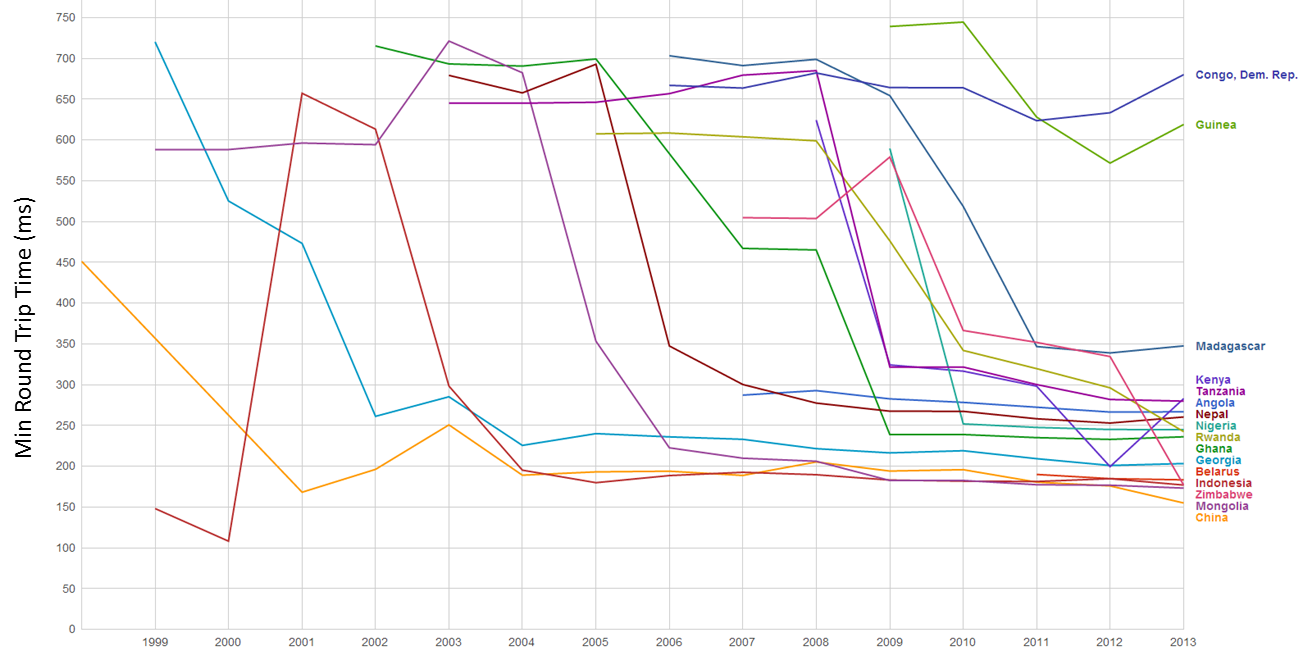 Min Round Trip Time (ms)
750
700
650
600
550
500
450
400
350
300
250
200
150
100
50
0
1999 2000 2001 2002 2003 2004 2005 2006 2007 2008 2009 2010 2011 2012 2013
Congo, Dem. Rep.
Guinea
Madagascar
Kenya
Tanzania
Angola
Nepal
Nigeria
Rwanda
Ghana
Georgia
Belarus
Indonesia
Zimbabwe
Mongolia
China